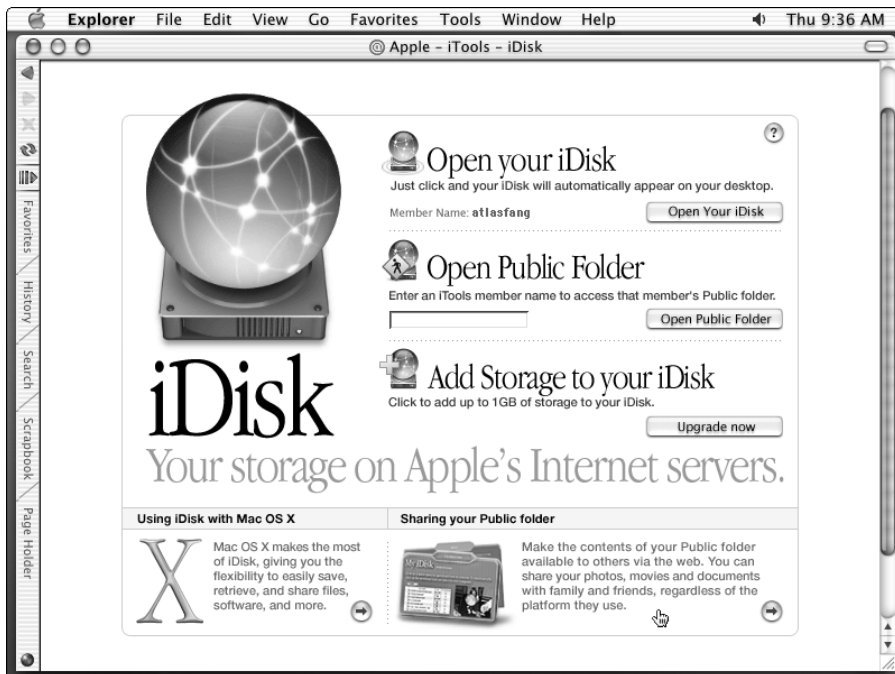 Explorer File Edit View Go Favorites Tools Window Help Thu 9:36 AM
@ Apple – iTools – iDisk
Favorites
History
Search
Scrapbook
Page Holder
?
Open your iDisk
Just click and your iDisk will automatically appear on your desktop.
Member Name: atlasfang
Open Your iDisk
Open Public Folder
Enter an iTools member name to access that member's Public folder.
Open Public Folder
Add Storage to your iDisk
Click to add up to 1GB of storage to your iDisk.
Upgrade now
iDisk
Your storage on Apple's Internet servers.
Using iDisk with Mac OS X
X
Mac OS X makes the most
of iDisk, giving you the
flexibility to easily save,
retrieve, and share files,
software, and more.
Sharing your Public folder
My iDisk
Make the contents of your Public folder
available to others via the web. You can
share your photos, movies and documents
with family and friends, regardless of the
platform they use.